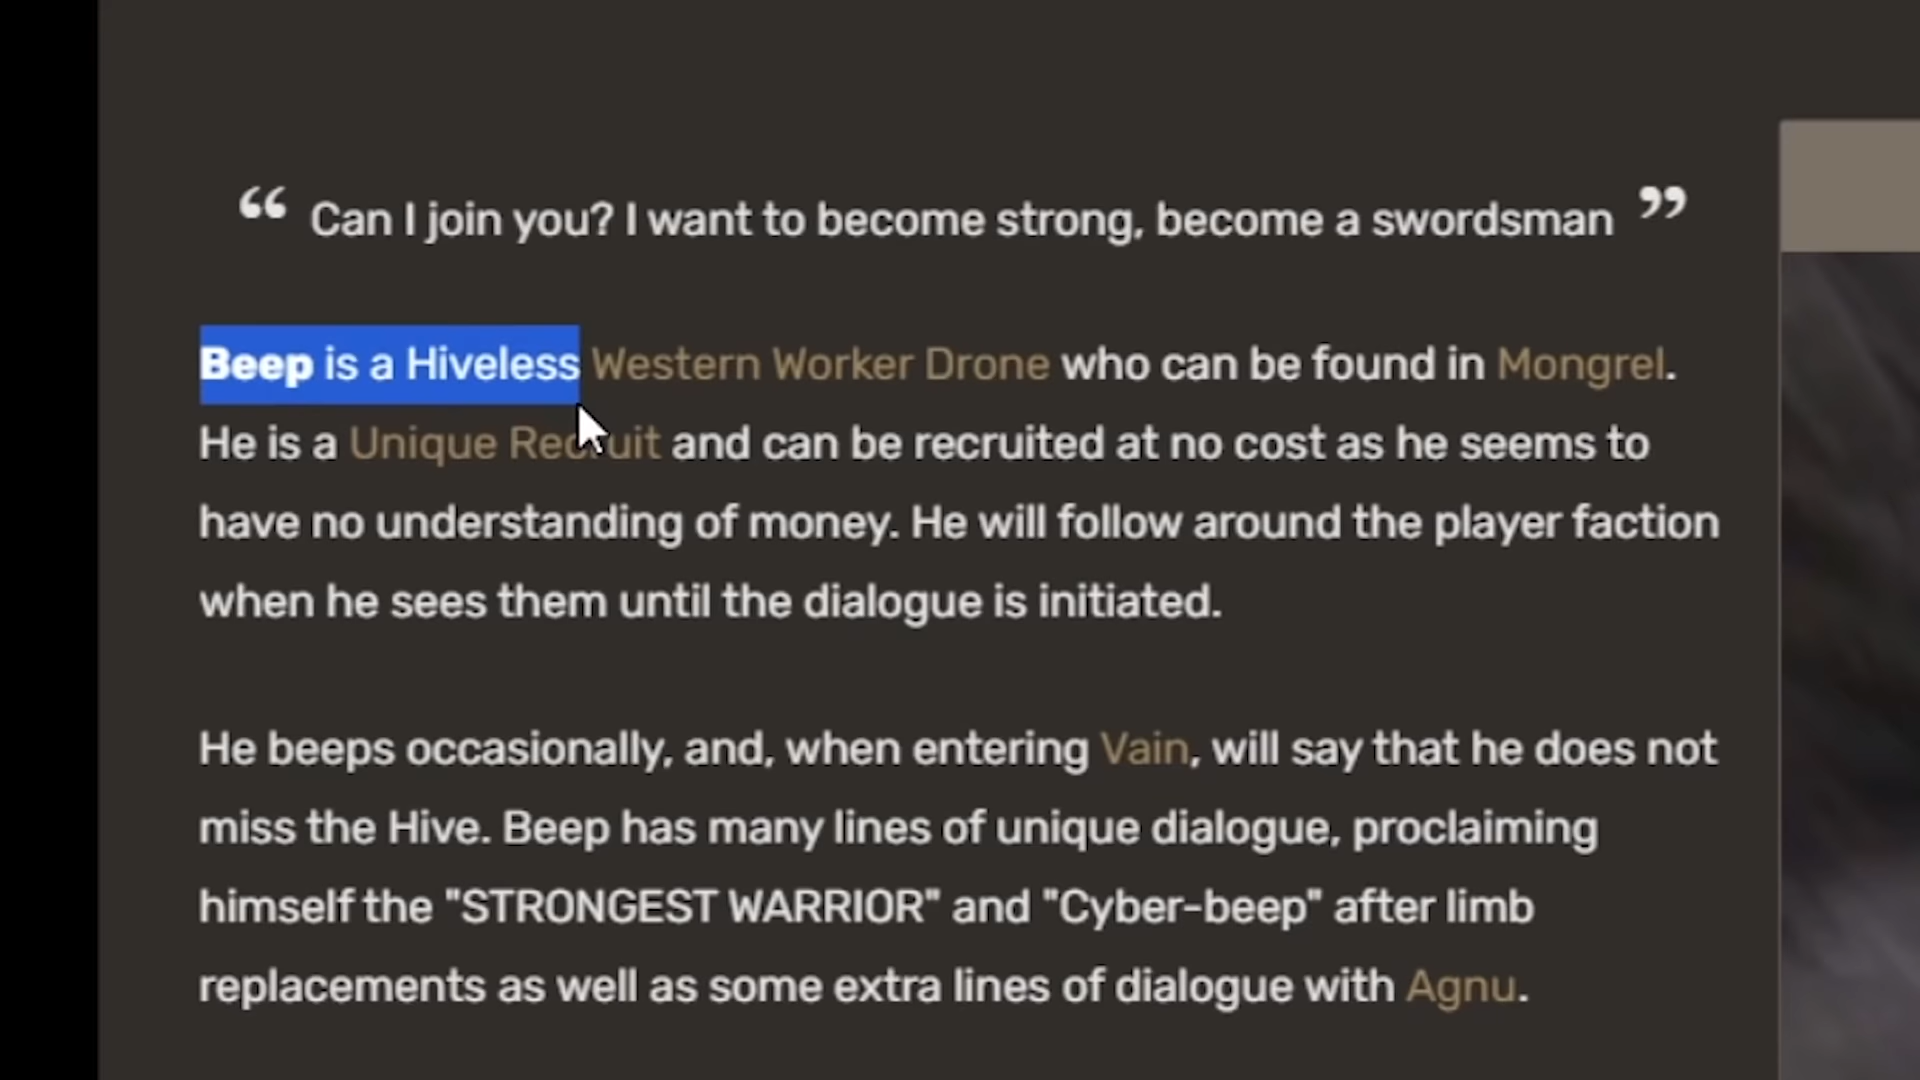 “ Can I join you? I want to become strong, become a swordsman ”
Beep is a Hiveless Western Worker Drone who can be found in Mongrel.
He is a Unique Recruit and can be recruited at no cost as he seems to
have no understanding of money. He will follow around the player faction
when he sees them until the dialogue is initiated.
He beeps occasionally, and, when entering Vain, will say that he does not
miss the Hive. Beep has many lines of unique dialogue, proclaiming
himself the "STRONGEST WARRIOR" and "Cyber-beep" after limb
replacements as well as some extra lines of dialogue with Agnu.